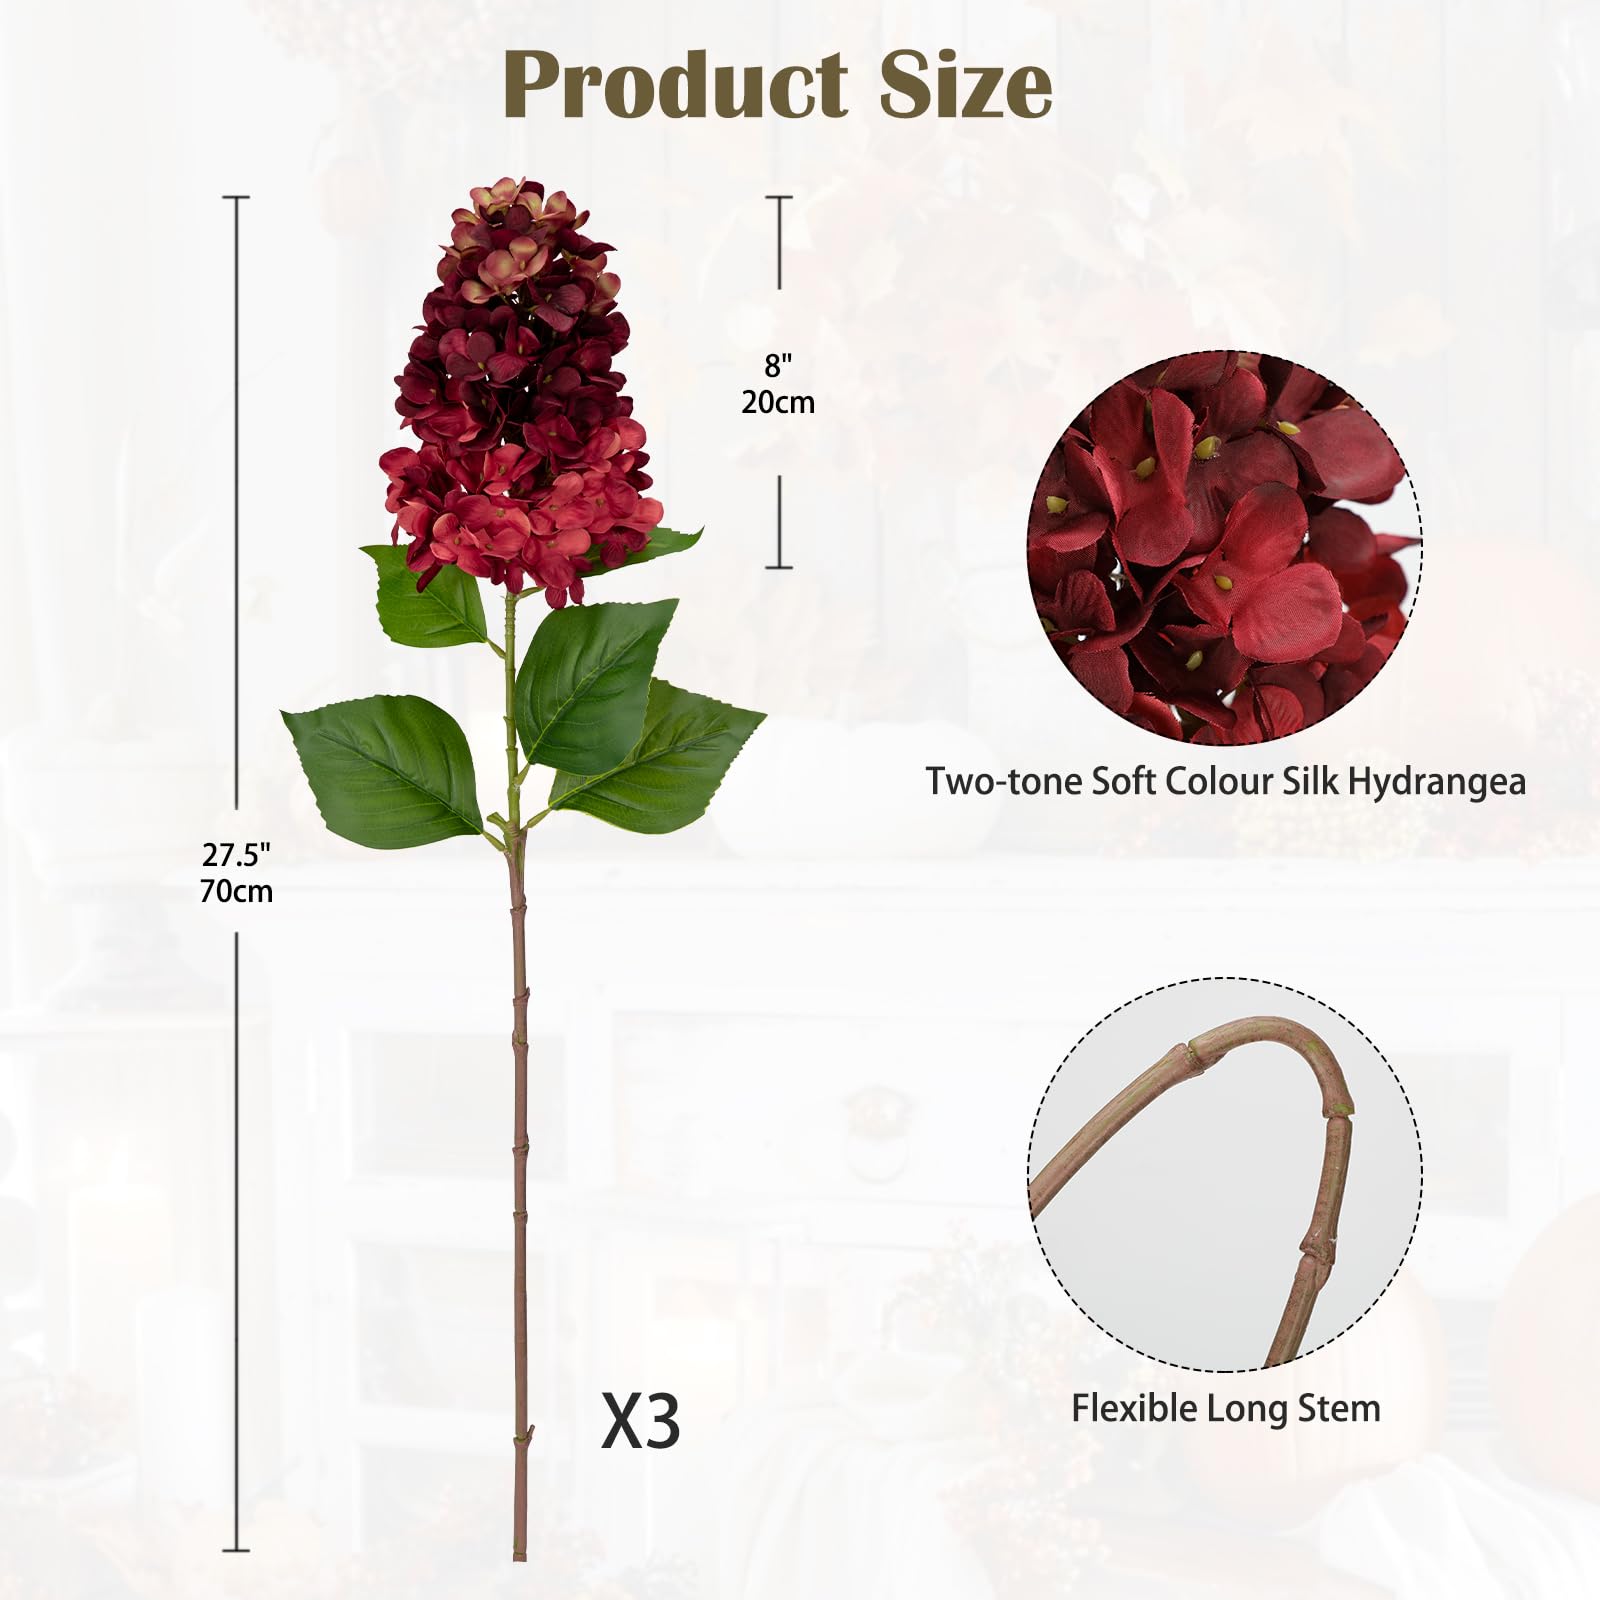 Product Size
8"
20cm
Two-tone Soft Colour Silk Hydrangea
27.5"
70cm
X3
Flexible Long Stem